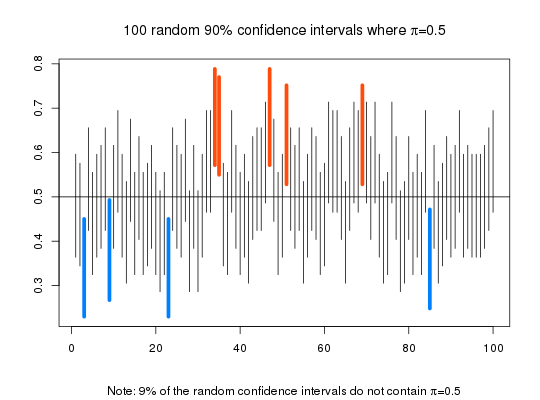 100 random 90% confidence intervals where π=0.5
0.8
0.7
0.6
0.5
0.4
0.3
0 20 40 60 80 100
Note: 9% of the random confidence intervals do not contain π=0.5